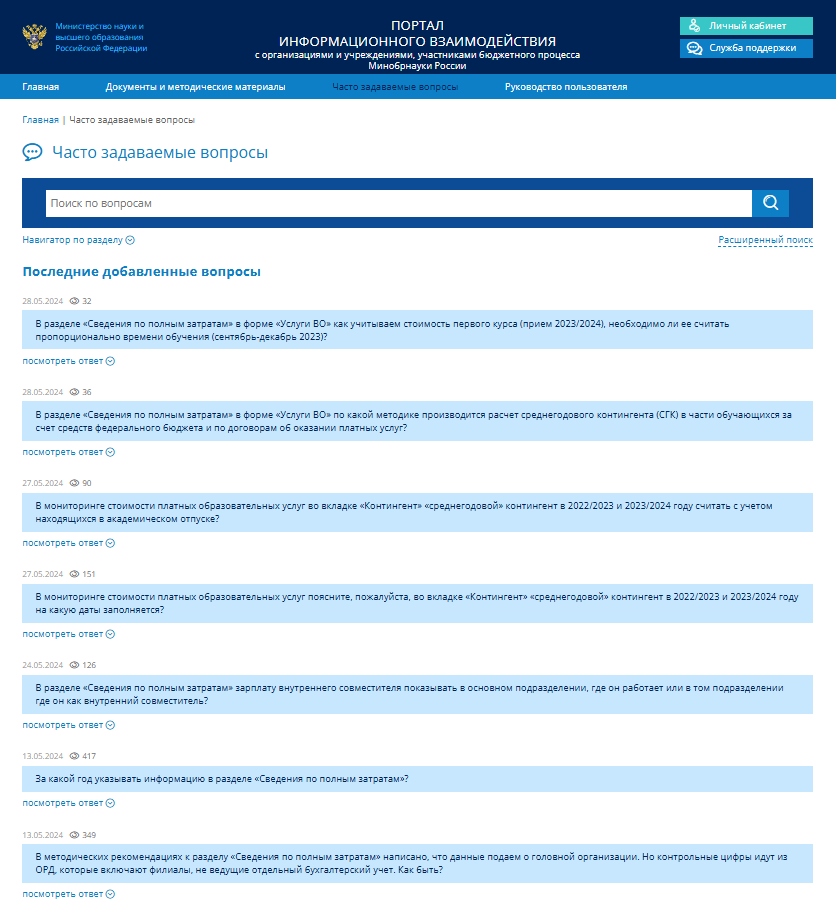 Министерство науки и
высшего образования
Российской Федерации
ПОРТАЛ
ИНФОРМАЦИОННОГО ВЗАИМОДЕЙСТВИЯ
с организациями и учреждениями, участниками бюджетного процесса
Минобрнауки России
Личный кабинет
Служба поддержки
Главная
Документы и методические материалы
Часто задаваемые вопросы
Руководство пользователя
Главная | Часто задаваемые вопросы
Часто задаваемые вопросы
Поиск по вопросам
Навигатор по разделу
Расширенный поиск
Последние добавленные вопросы
28.05.2024 32
В разделе «Сведения по полным затратам» в форме «Услуги ВО» как учитываем стоимость первого курса (прием 2023/2024), необходимо ли ее считать
пропорционально времени обучения (сентябрь-декабрь 2023)?
посмотреть ответ
28.05.2024 36
В разделе «Сведения по полным затратам» в форме «Услуги ВО» по какой методике производится расчет среднегодового контингента (СГК) в части обучающихся за
счет средств федерального бюджета и по договорам об оказании платных услуг?
посмотреть ответ
27.05.2024 90
В мониторинге стоимости платных образовательных услуг во вкладке «Контингент» «среднегодовой» контингент в 2022/2023 и 2023/2024 году считать с учетом
находящихся в академическом отпуске?
посмотреть ответ
27.05.2024 151
В мониторинге стоимости платных образовательных услуг поясните, пожалуйста, во вкладке «Контингент» «среднегодовой» контингент в 2022/2023 и 2023/2024 году
на какую даты заполняется?
посмотреть ответ
24.05.2024 126
В разделе «Сведения по полным затратам» зарплату внутреннего совместителя показывать в основном подразделении, где он работает или в том подразделении
где он как внутренний совместитель?
посмотреть ответ
13.05.2024 417
За какой год указывать информацию в разделе «Сведения по полным затратам»?
посмотреть ответ
13.05.2024 349
В методических рекомендациях к разделу «Сведения по полным затратам» написано, что данные подаем о головной организации. Но контрольные цифры идут из
ОРД, которые включают филиалы, не ведущие отдельный бухгалтерский учет. Как быть?
посмотреть ответ